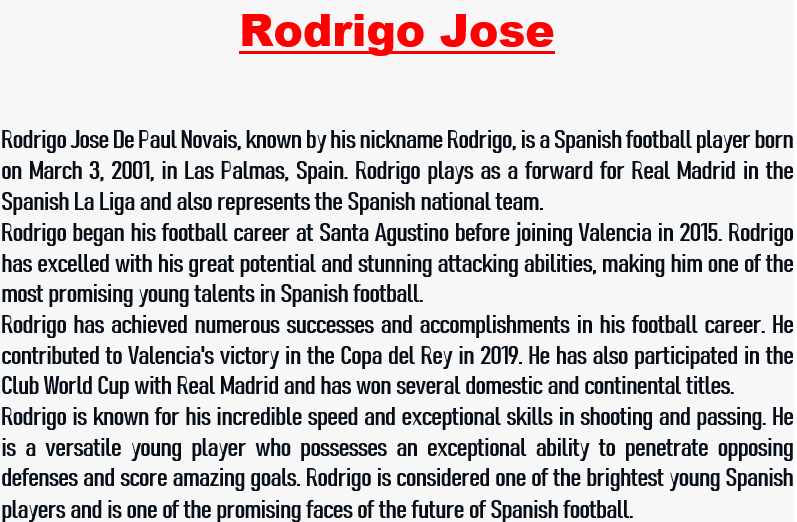 Rodrigo Jose
Rodrigo Jose De Paul Novais, known by his nickname Rodrigo, is a Spanish football player born
on March 3, 2001, in Las Palmas, Spain. Rodrigo plays as a forward for Real Madrid in the
Spanish La Liga and also represents the Spanish national team.
Rodrigo began his football career at Santa Agustino before joining Valencia in 2015. Rodrigo
has excelled with his great potential and stunning attacking abilities, making him one of the
most promising young talents in Spanish football.
Rodrigo has achieved numerous successes and accomplishments in his football career. He
contributed to Valencia's victory in the Copa del Rey in 2019. He has also participated in the
Club World Cup with Real Madrid and has won several domestic and continental titles.
Rodrigo is known for his incredible speed and exceptional skills in shooting and passing. He
is a versatile young player who possesses an exceptional ability to penetrate opposing
defenses and score amazing goals. Rodrigo is considered one of the brightest young Spanish
players and is one of the promising faces of the future of Spanish football.